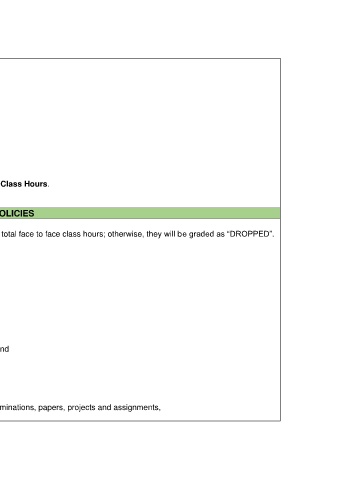 Class Hours.
OLICIES
total face to face class hours; otherwise, they will be graded as “DROPPED”.
nd
minations, papers, projects and assignments,